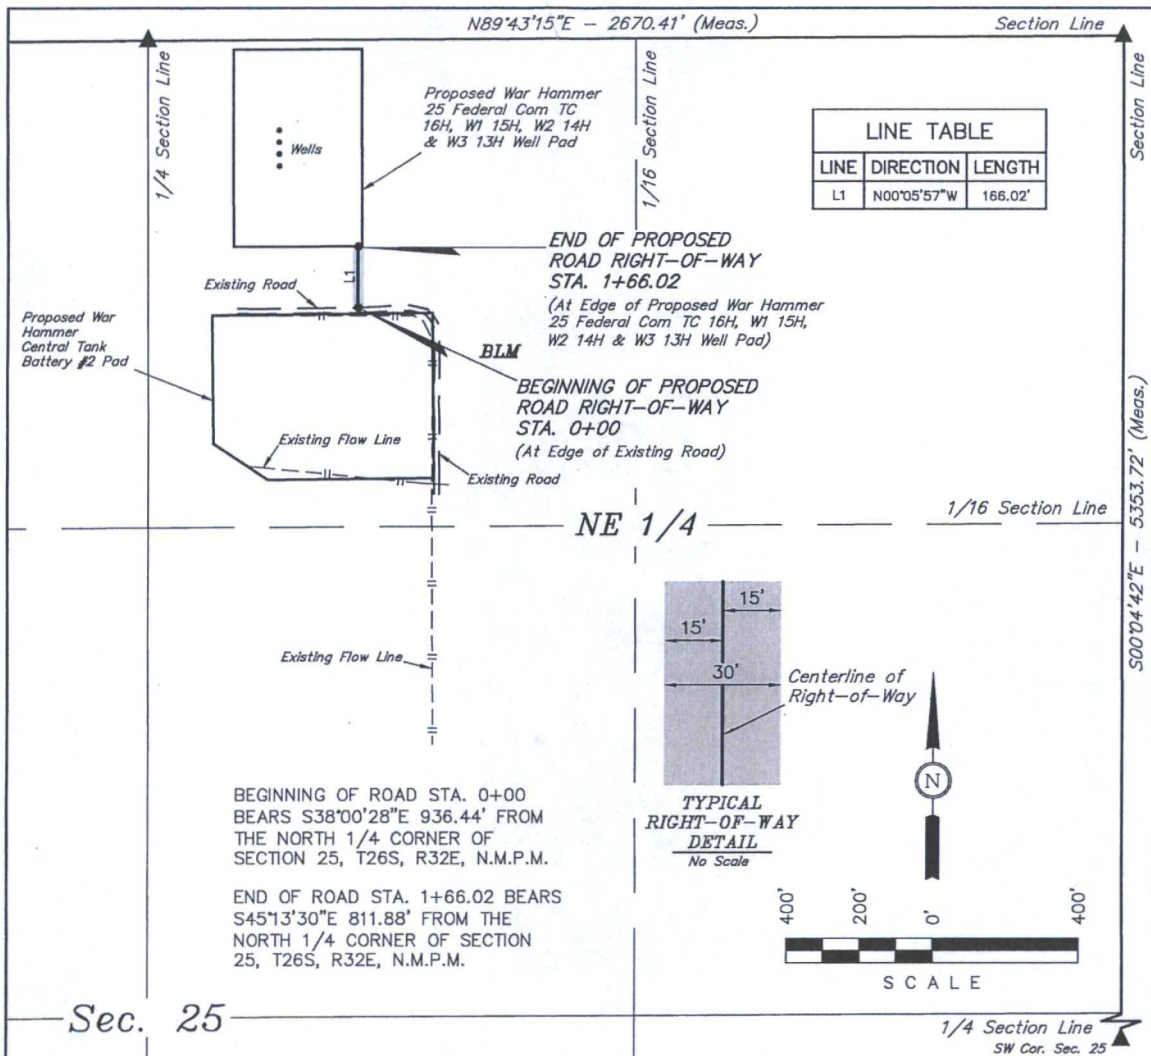 N89°43'15"E - 2670.41' (Meas.)
Section Line
1/4 Section Line
1/16 Section Line
Section Line
Proposed War Hammer
25 Federal Com TC
16H, W1 15H, W2 14H
& W3 13H Well Pad
Wells
LINE TABLE
LINE DIRECTION LENGTH
L1 N00°05'57"W 166.02'
END OF PROPOSED
ROAD RIGHT-OF-WAY
STA. 1+66.02
(At Edge of Proposed War Hammer
25 Federal Com TC 16H, W1 15H,
W2 14H & W3 13H Well Pad)
L1
Existing Road
Proposed War
Hammer
Central Tank
Battery #2 Pad
BLM
BEGINNING OF PROPOSED
ROAD RIGHT-OF-WAY
STA. 0+00
(At Edge of Existing Road)
Existing Flow Line
Existing Road
1/16 Section Line
NE 1/4
S00°04'42"E - 5353.72' (Meas.)
15'
15'
30'
Centerline of
Right-of-Way
Existing Flow Line
N
TYPICAL
RIGHT-OF-WAY
DETAIL
No Scale
BEGINNING OF ROAD STA. 0+00
BEARS S38°00'28"E 936.44' FROM
THE NORTH 1/4 CORNER OF
SECTION 25, T26S, R32E, N.M.P.M.
END OF ROAD STA. 1+66.02 BEARS
S45°13'30"E 811.88' FROM THE
NORTH 1/4 CORNER OF SECTION
25, T26S, R32E, N.M.P.M.
400' 200' 0' 400'
SCALE
Sec. 25
1/4 Section Line
SW Cor. Sec. 25